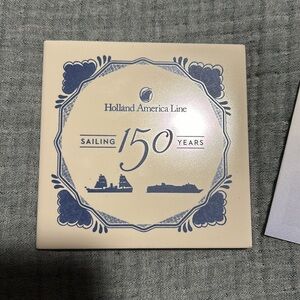 Holland America Line
SAILING 150 YEARS